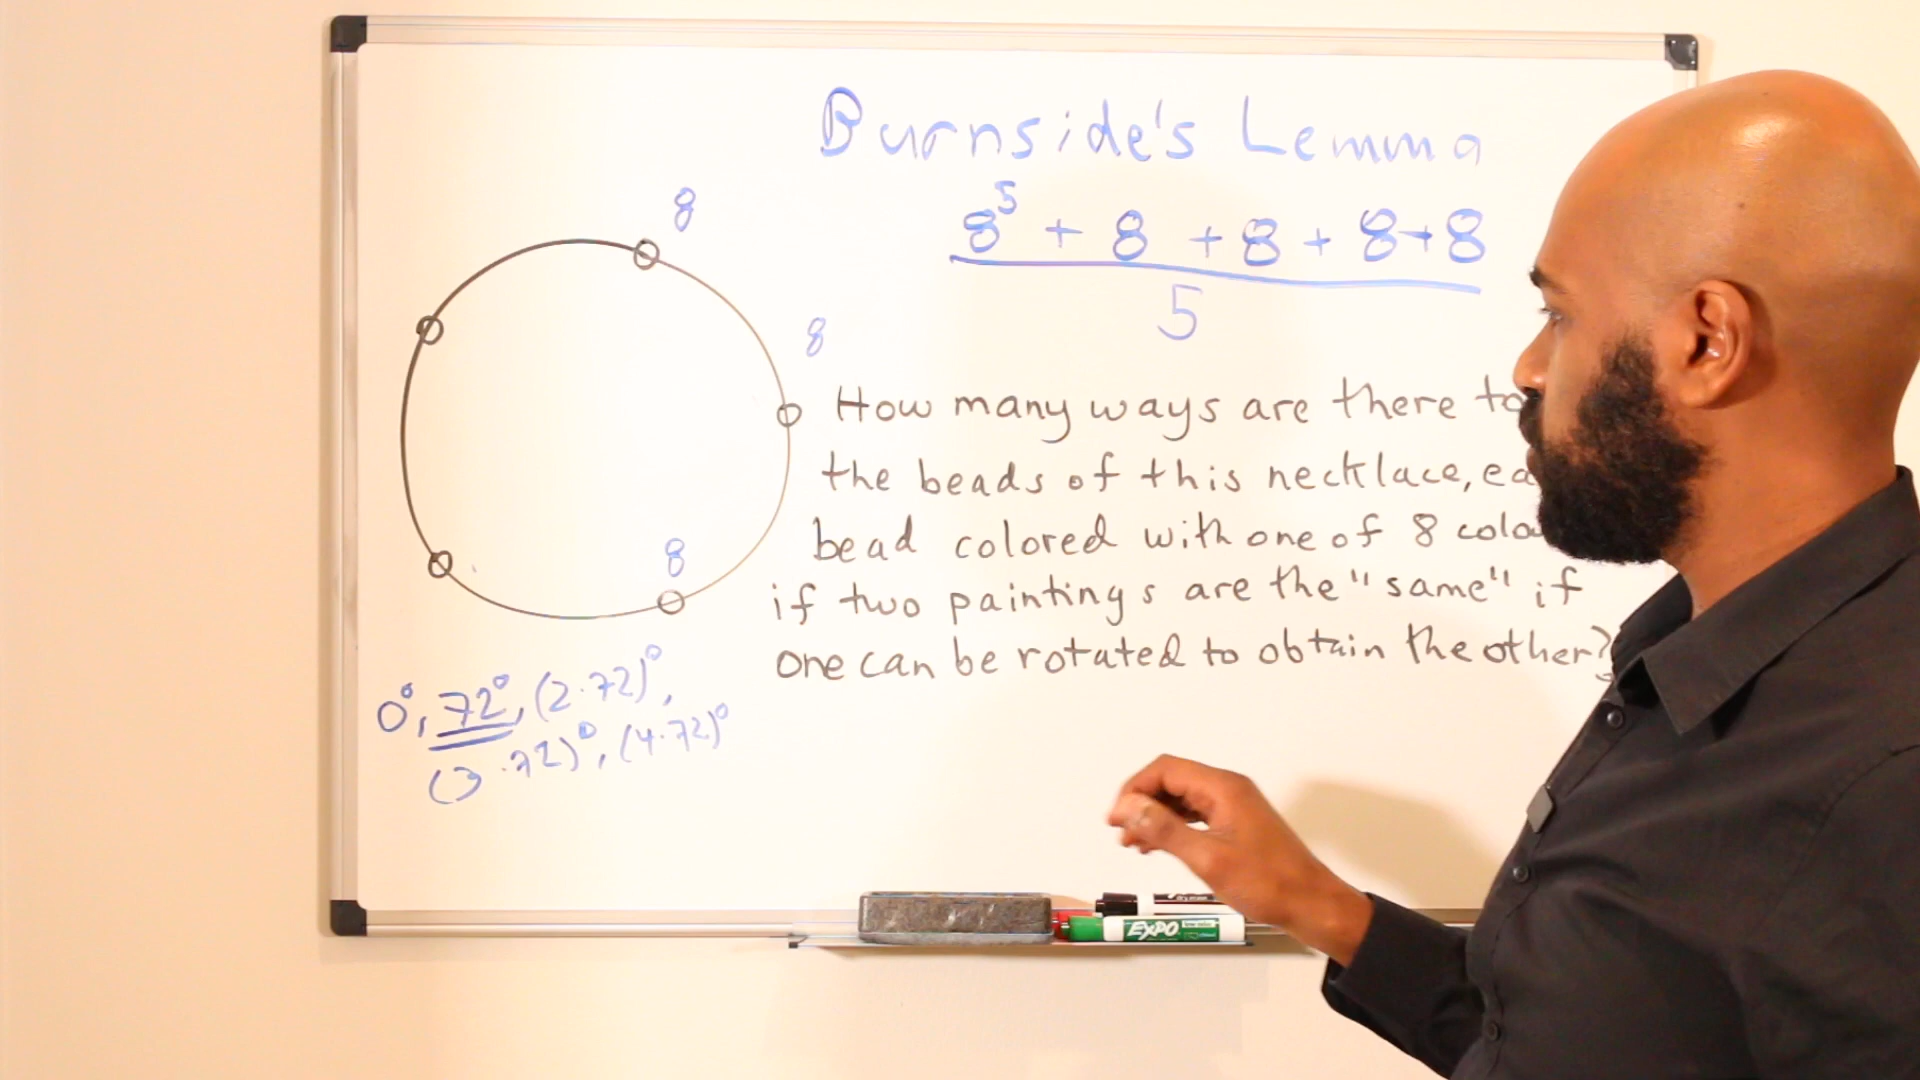 Burnside's Lemma
8⁵ + 8 + 8 + 8 + 8
5
8
8
8
How many ways are there to
the beads of this necklace, ea
bead colored with one of 8 colo
if two paintings are the "same" if
one can be rotated to obtain the other?
0°, 72°, (2·72)°,
(3·72)°, (4·72)°
EXPO